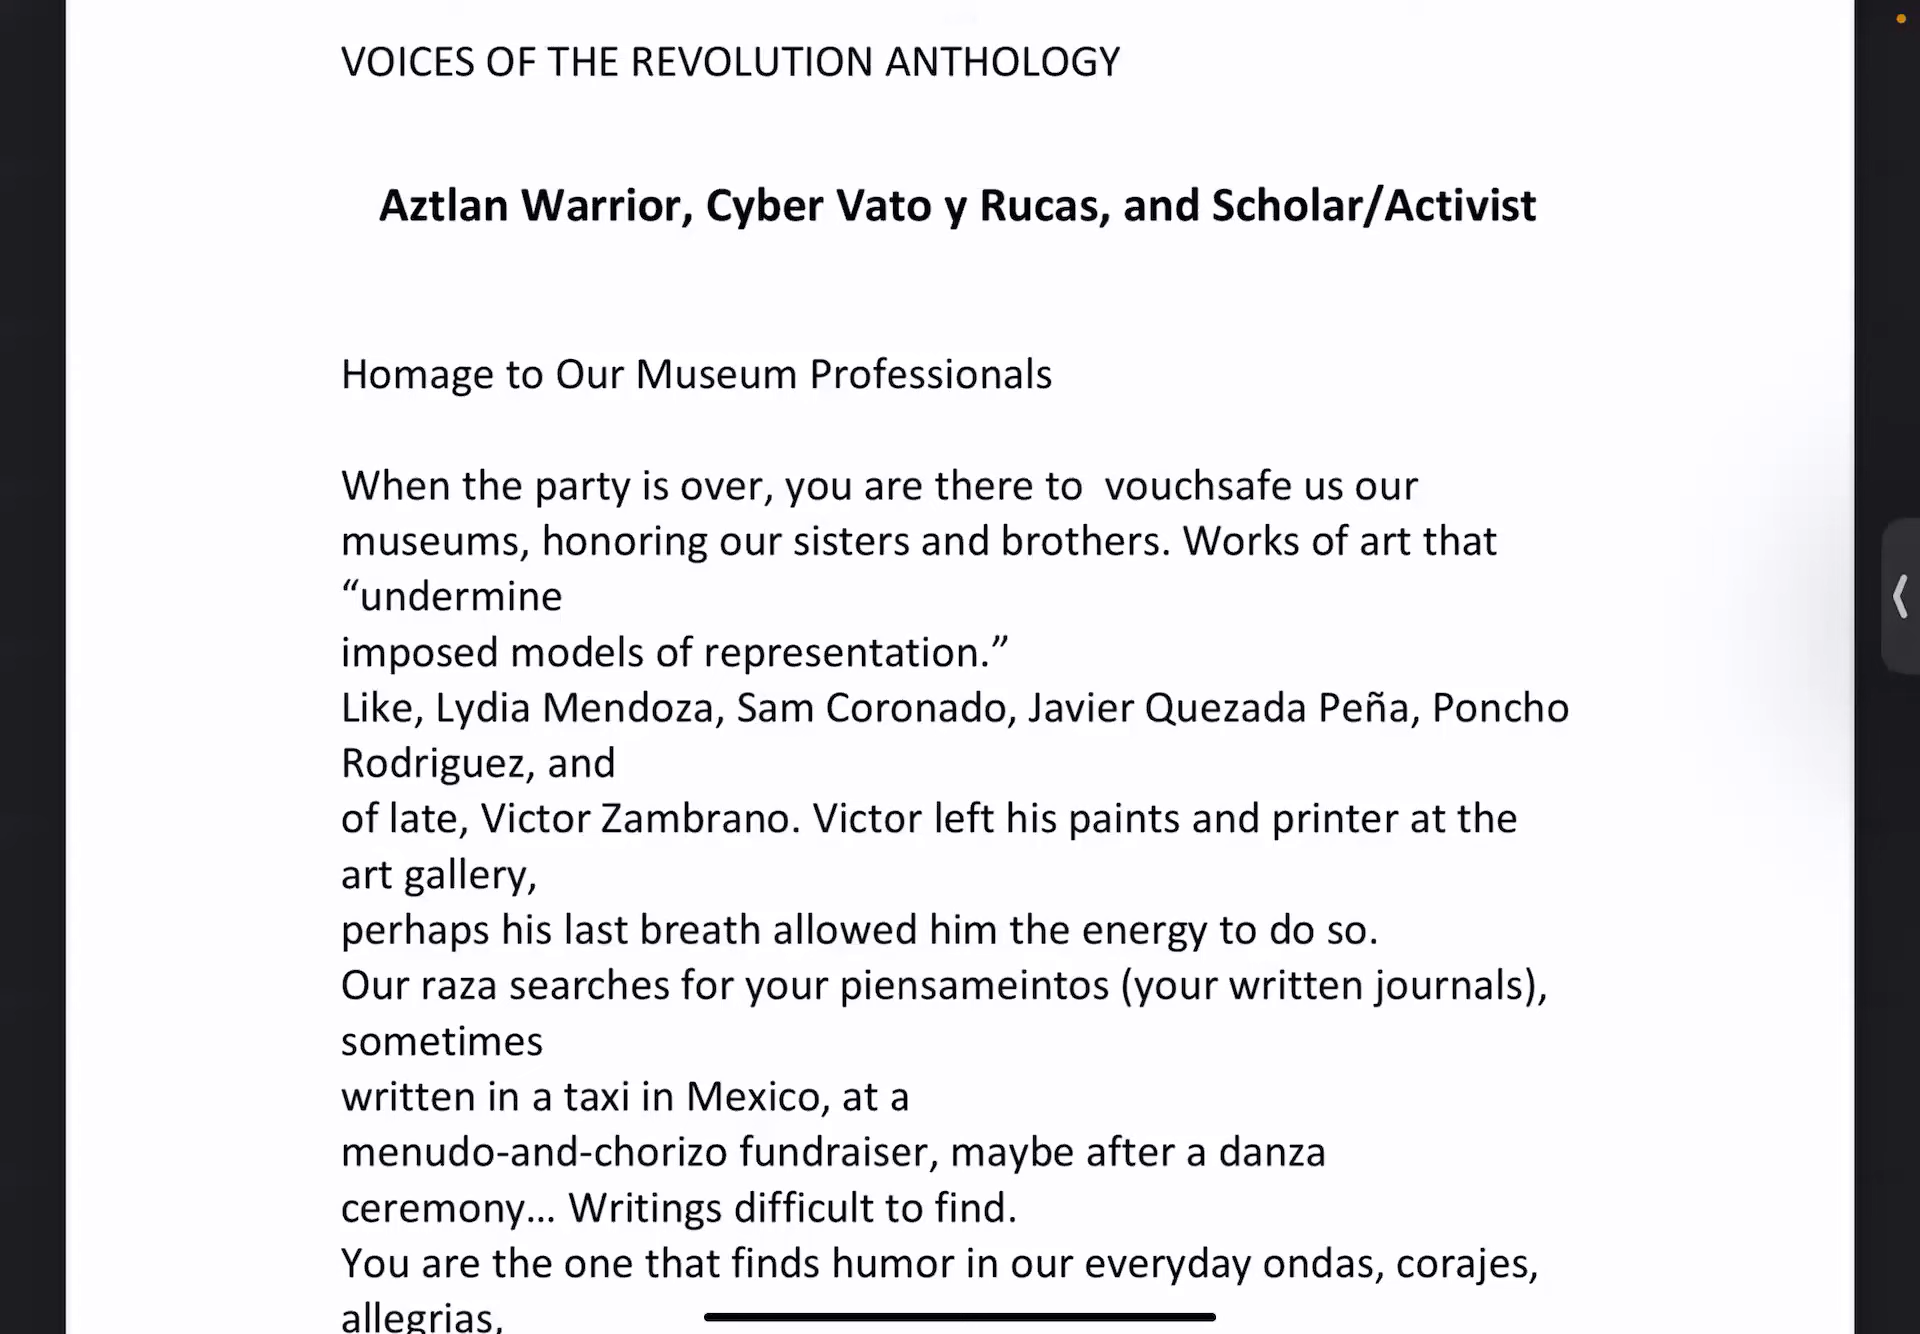 VOICES OF THE REVOLUTION ANTHOLOGY
Aztlan Warrior, Cyber Vato y Rucas, and Scholar/Activist
Homage to Our Museum Professionals
When the party is over, you are there to  vouchsafe us our
museums, honoring our sisters and brothers. Works of art that
“undermine
imposed models of representation.”
Like, Lydia Mendoza, Sam Coronado, Javier Quezada Peña, Poncho
Rodriguez, and
of late, Victor Zambrano. Victor left his paints and printer at the
art gallery,
perhaps his last breath allowed him the energy to do so.
Our raza searches for your piensameintos (your written journals),
sometimes
written in a taxi in Mexico, at a
menudo-and-chorizo fundraiser, maybe after a danza
ceremony... Writings difficult to find.
You are the one that finds humor in our everyday ondas, corajes,
allegrias,